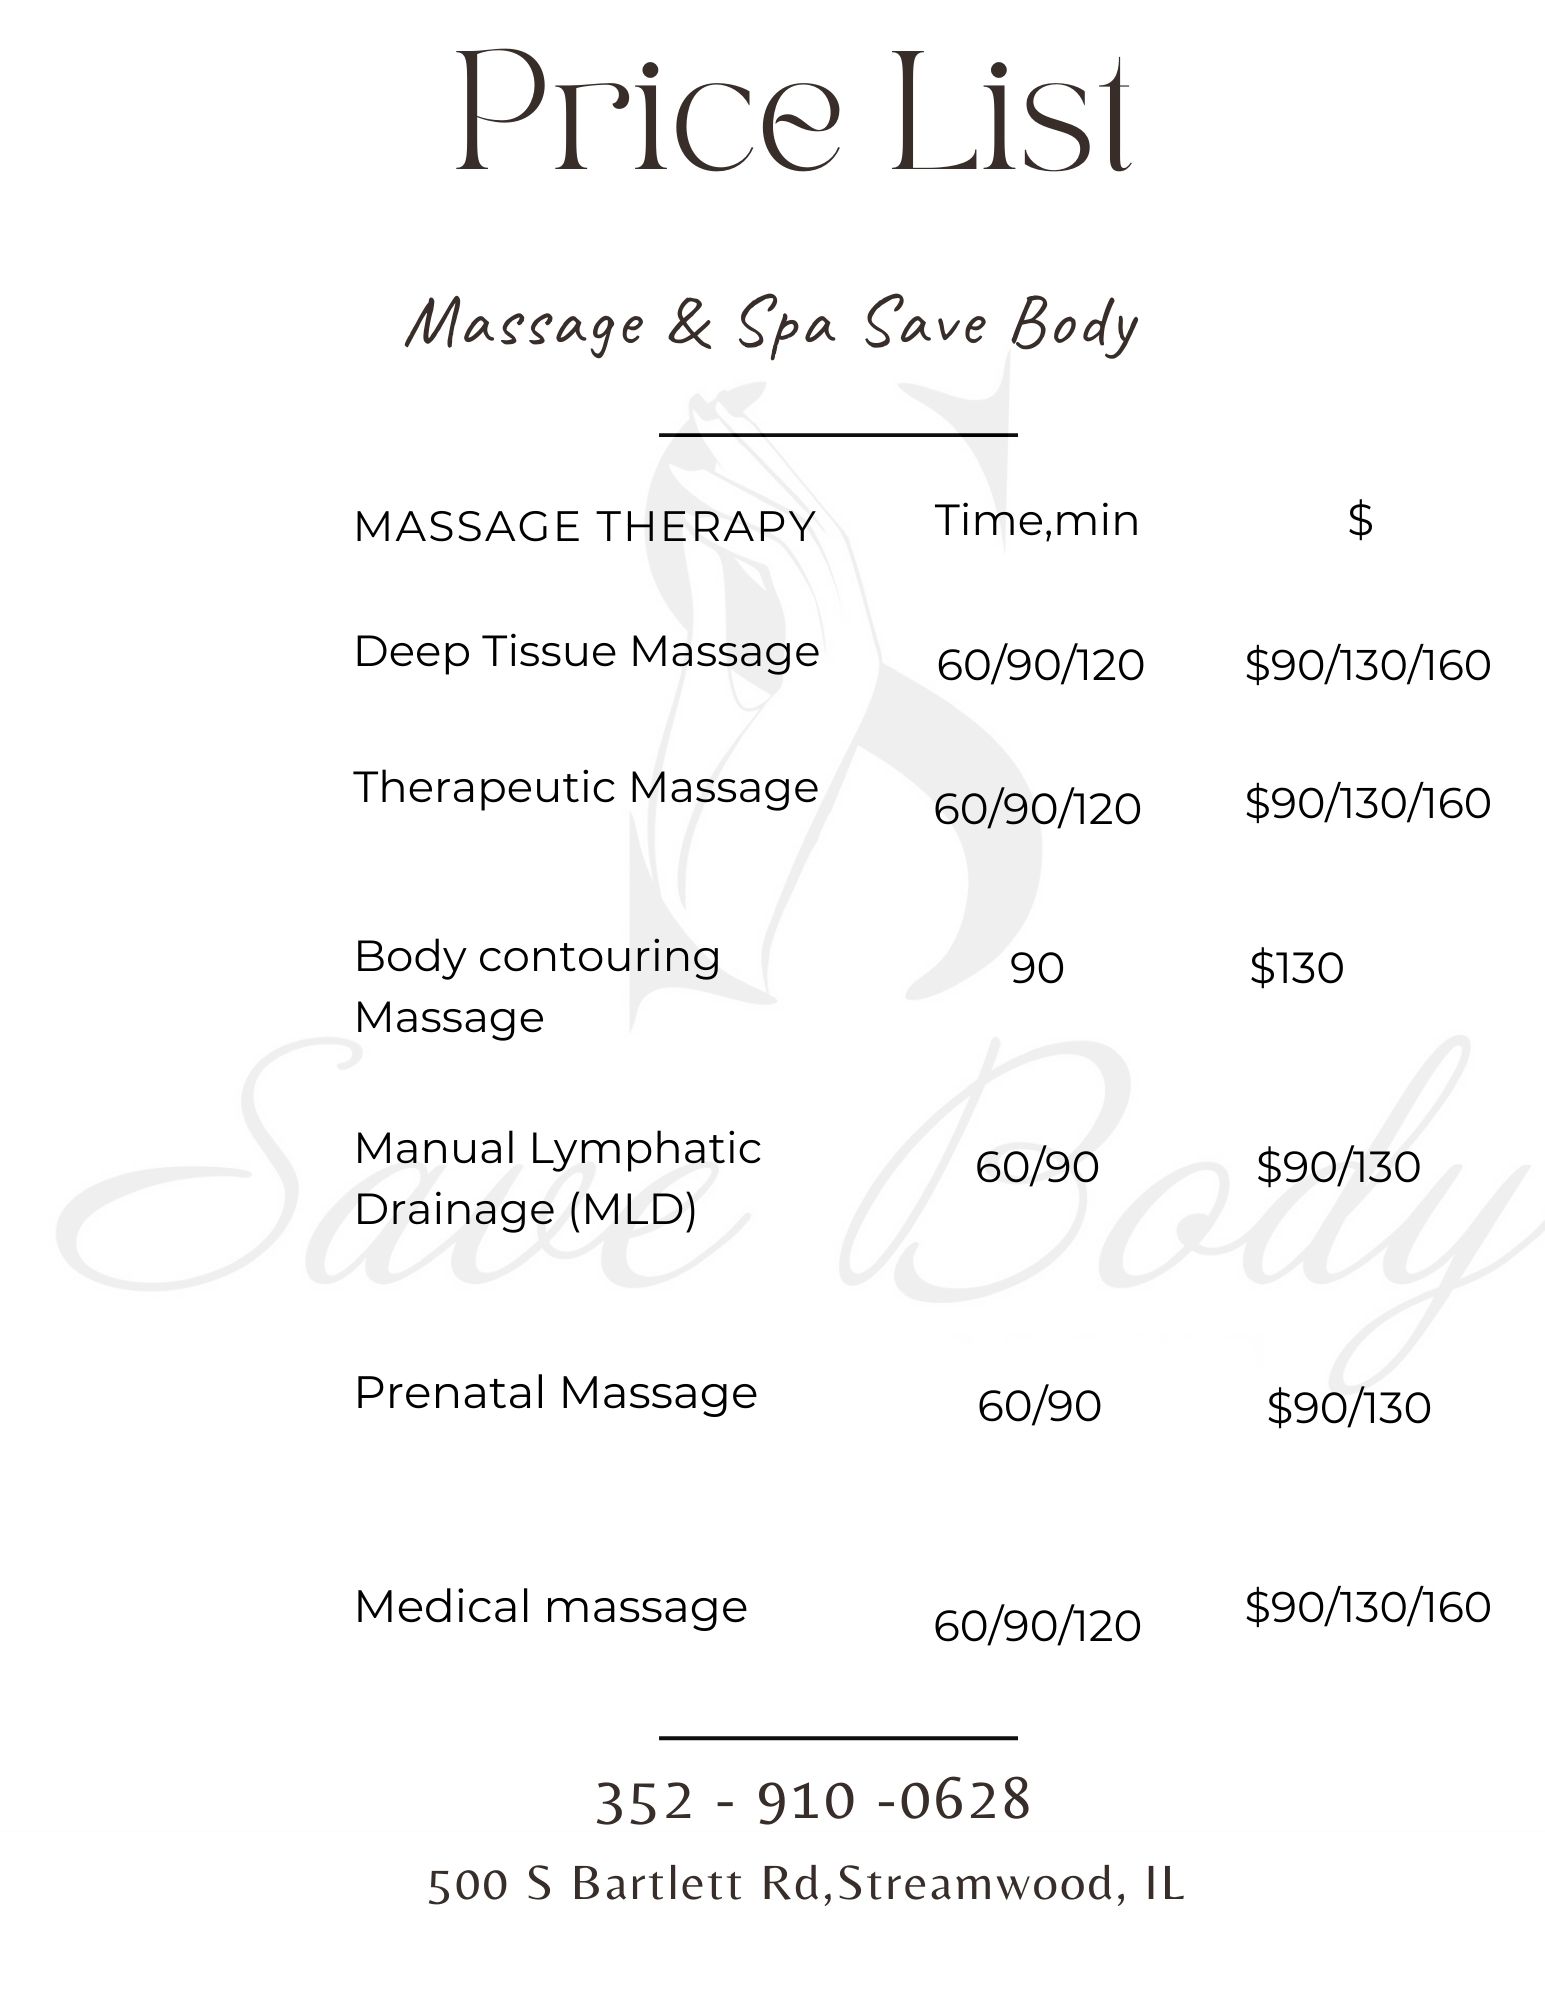 Price List
Massage & Spa Save Body
MASSAGE THERAPY Time,min $
Deep Tissue Massage 60/90/120 $90/130/160
Therapeutic Massage 60/90/120 $90/130/160
Body contouring 90 $130
Massage
Manual Lymphatic 60/90 $90/130
Drainage (MLD)
Save Body
Prenatal Massage 60/90 $90/130
Medical massage 60/90/120 $90/130/160
352 - 910 -0628
500 S Bartlett Rd,Streamwood, IL